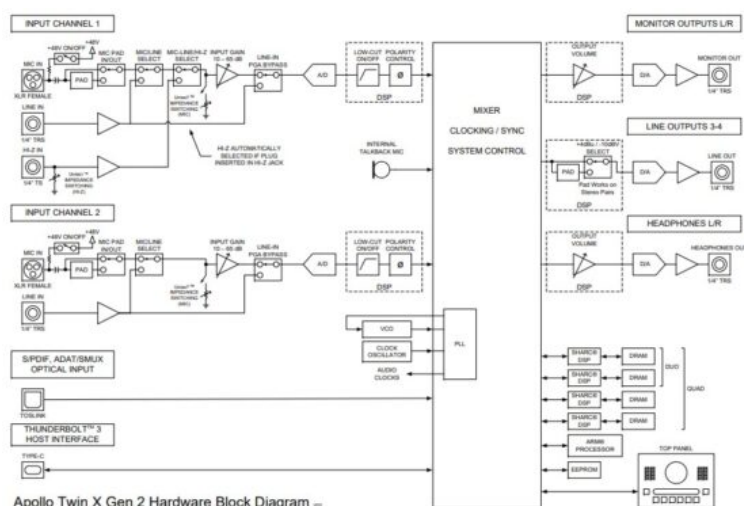 INPUT CHANNEL 1
+48V ON/OFF
+48V
MIC IN
XLR FEMALE
PAD
MIC PAD
IN/OUT
MIC/LINE
SELECT
MIC-LINE/HI-Z
SELECT
INPUT GAIN
10 – 65 dB
LINE-IN
PGA BYPASS
A/D
LOW-CUT
ON/OFF
POLARITY
CONTROL
Ø
DSP
Unison™
IMPEDANCE
SWITCHING
(MIC)
LINE IN
1/4" TRS
HI-Z IN
1/4" TS
Unison™
IMPEDANCE
SWITCHING
(HI-Z)
HI-Z AUTOMATICALLY
SELECTED IF PLUG
INSERTED IN HI-Z JACK
INTERNAL
TALKBACK MIC
INPUT CHANNEL 2
+48V ON/OFF
+48V
MIC IN
XLR FEMALE
PAD
MIC PAD
IN/OUT
MIC/LINE
SELECT
INPUT GAIN
10 – 65 dB
LINE-IN
PGA BYPASS
A/D
LOW-CUT
ON/OFF
POLARITY
CONTROL
Ø
DSP
Unison™
IMPEDANCE
SWITCHING
(MIC)
LINE IN
1/4" TRS
S/PDIF, ADAT/SMUX
OPTICAL INPUT
TOSLINK
THUNDERBOLT™ 3
HOST INTERFACE
TYPE-C
VCO
CLOCK
OSCILLATOR
AUDIO
CLOCKS
PLL
MIXER
CLOCKING / SYNC
SYSTEM CONTROL
MONITOR OUTPUTS L/R
OUTPUT
VOLUME
DSP
D/A
MONITOR OUT
1/4" TRS
LINE OUTPUTS 3-4
+4dBu / -10dBV
SELECT
PAD
Pad Works on
Stereo Pairs
DSP
D/A
LINE OUT
1/4" TRS
HEADPHONES L/R
OUTPUT
VOLUME
DSP
D/A
HEADPHONES OU
1/4" TRS
SHARC®
DSP
DRAM
SHARC®
DSP
DRAM
DUO
SHARC®
DSP
DRAM
SHARC®
DSP
DRAM
QUAD
PROCESSOR
EEPROM
TOP PANEL
Apollo Twin X Gen 2 Hardware Block Diagram –